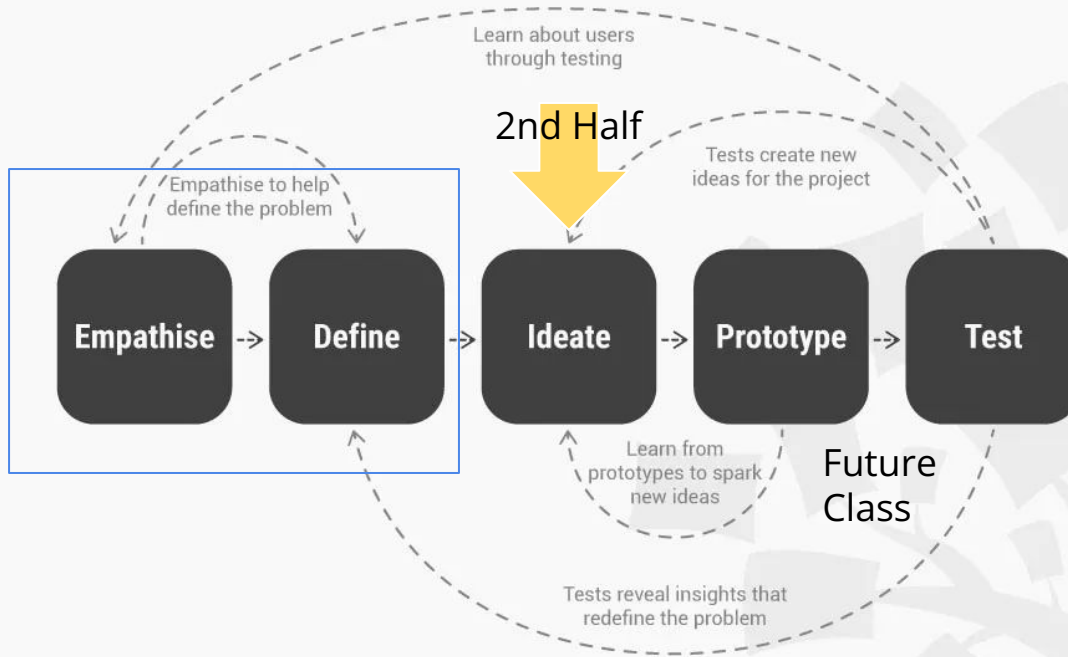 Learn about users
through testing
2nd Half
Tests create new
ideas for the project
Empathise to help
define the problem
Empathise
Define
Ideate
Prototype
Test
Learn from
prototypes to spark
new ideas
Future
Class
Tests reveal insights that
redefine the problem